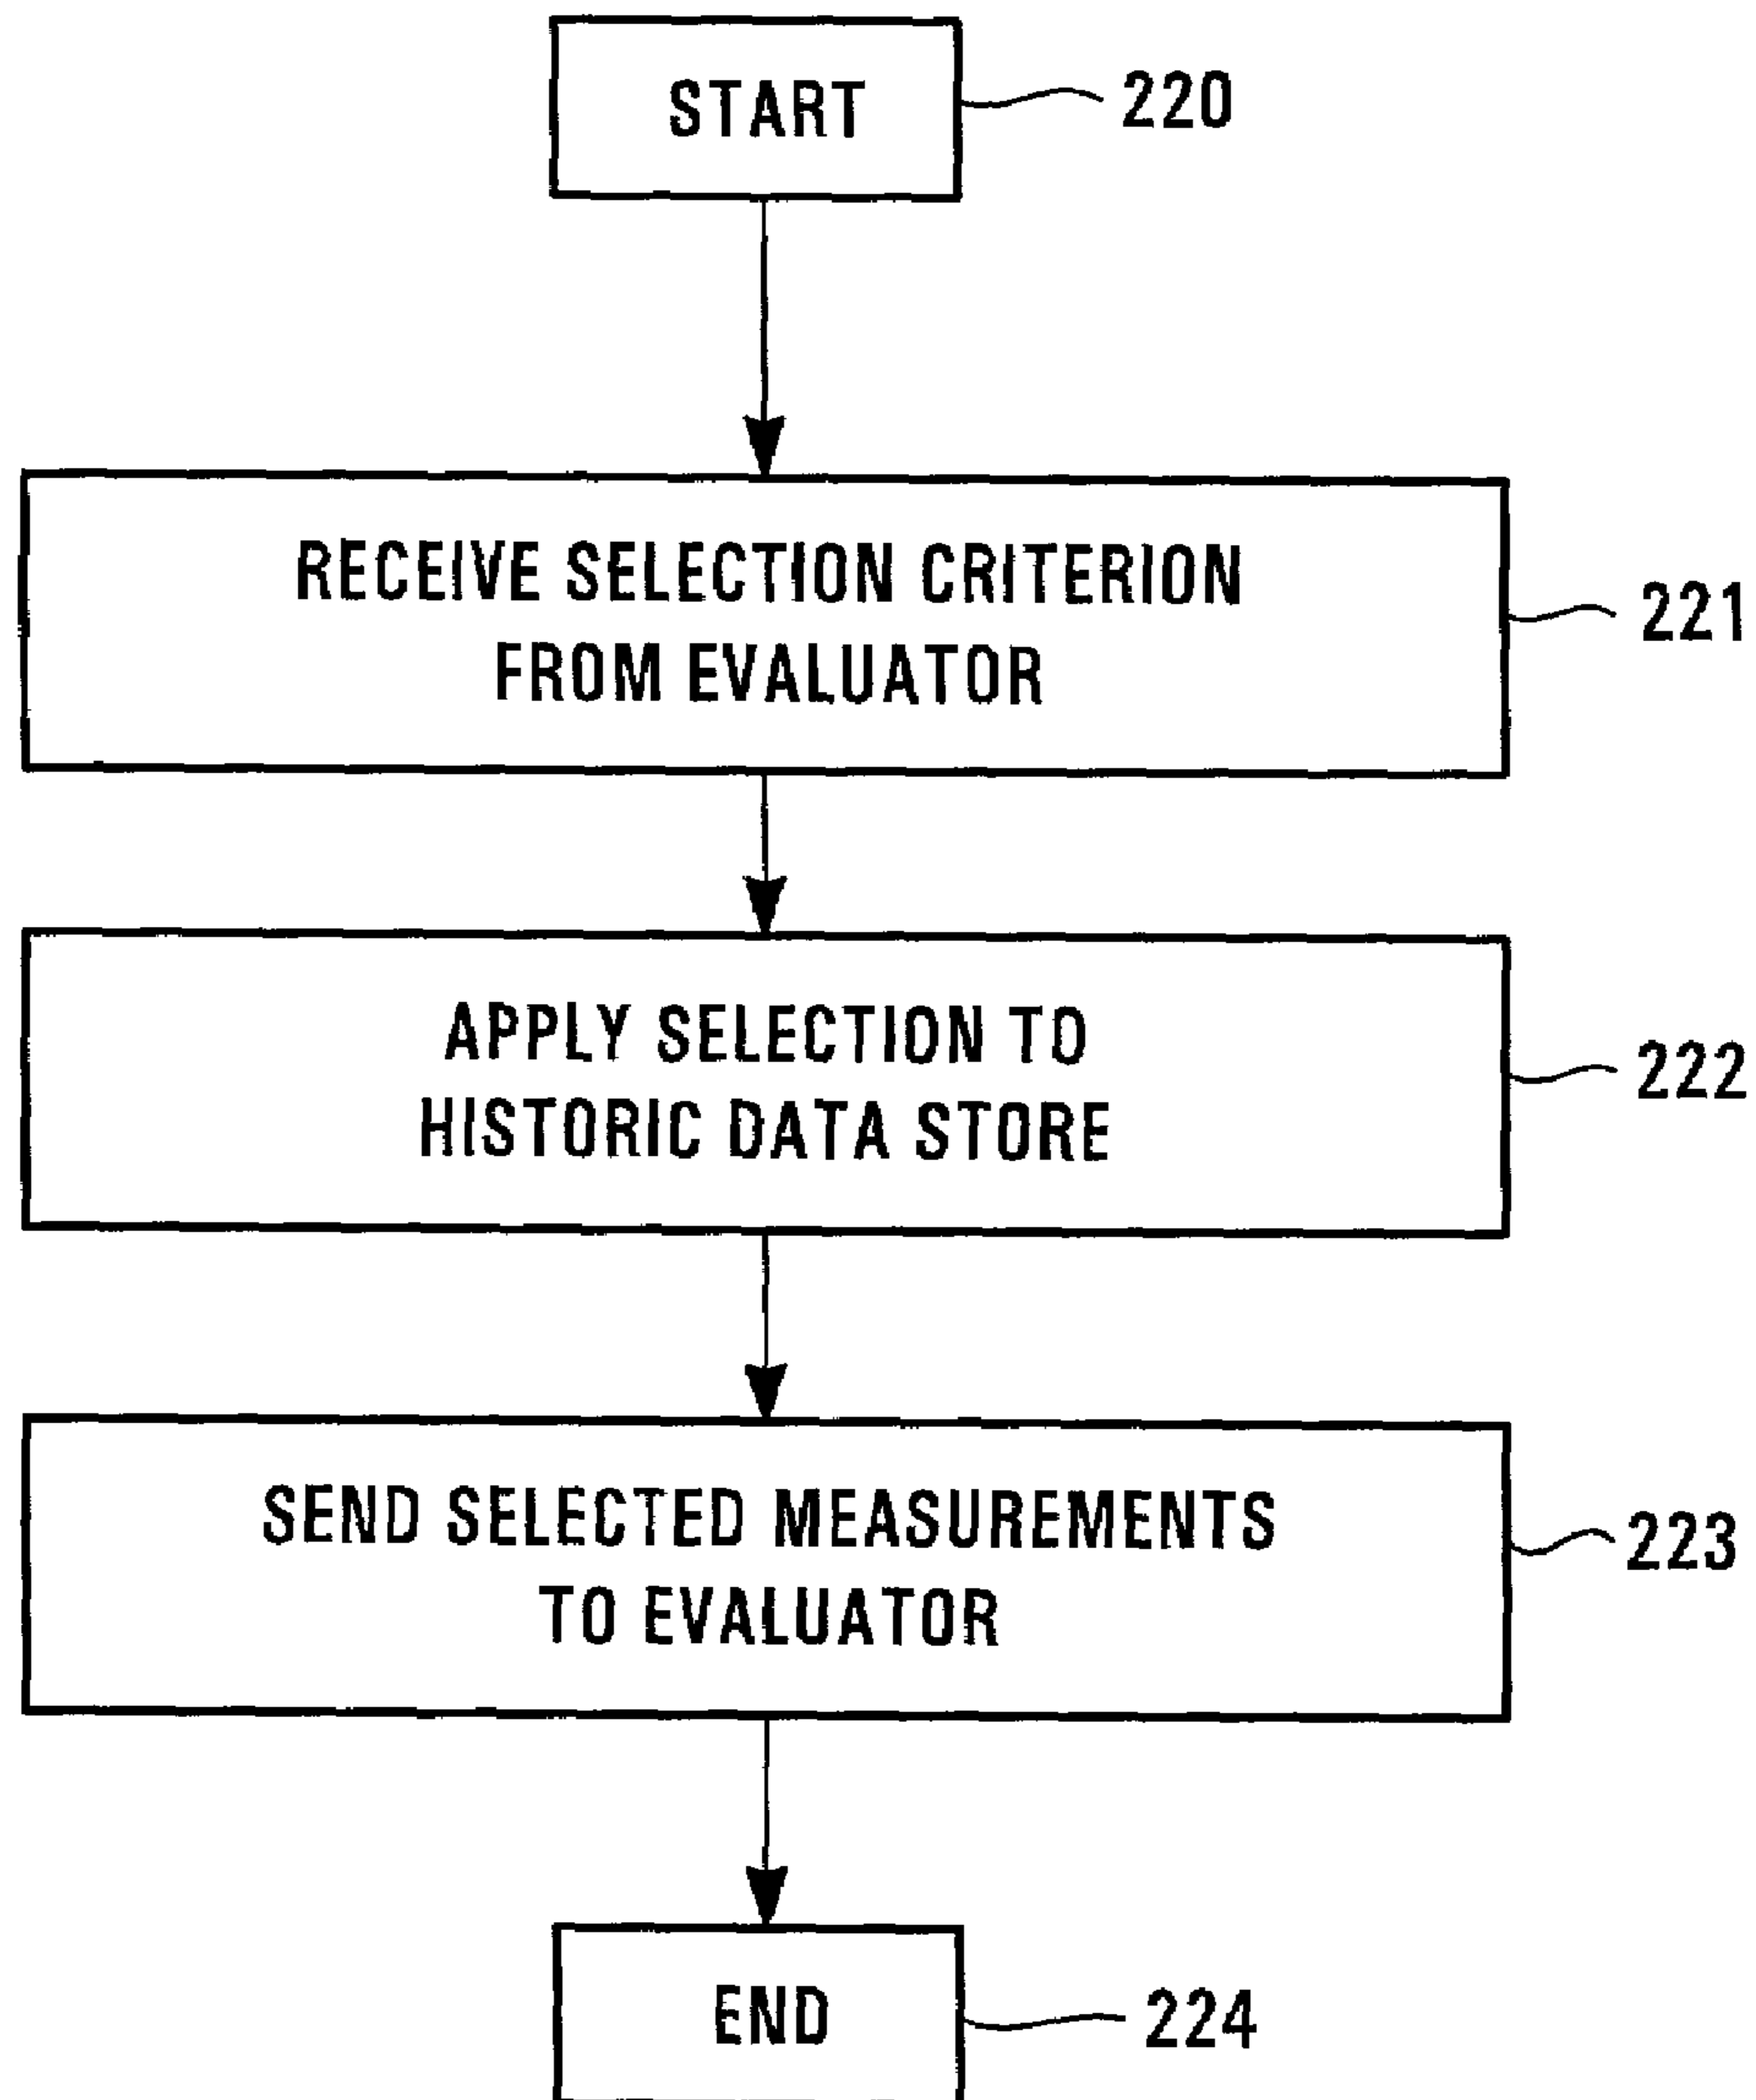 START
220
RECEIVE SELECTION CRITERION
FROM EVALUATOR
221
APPLY SELECTION TO
HISTORIC DATA STORE
222
SEND SELECTED MEASUREMENTS
TO EVALUATOR
223
END
224